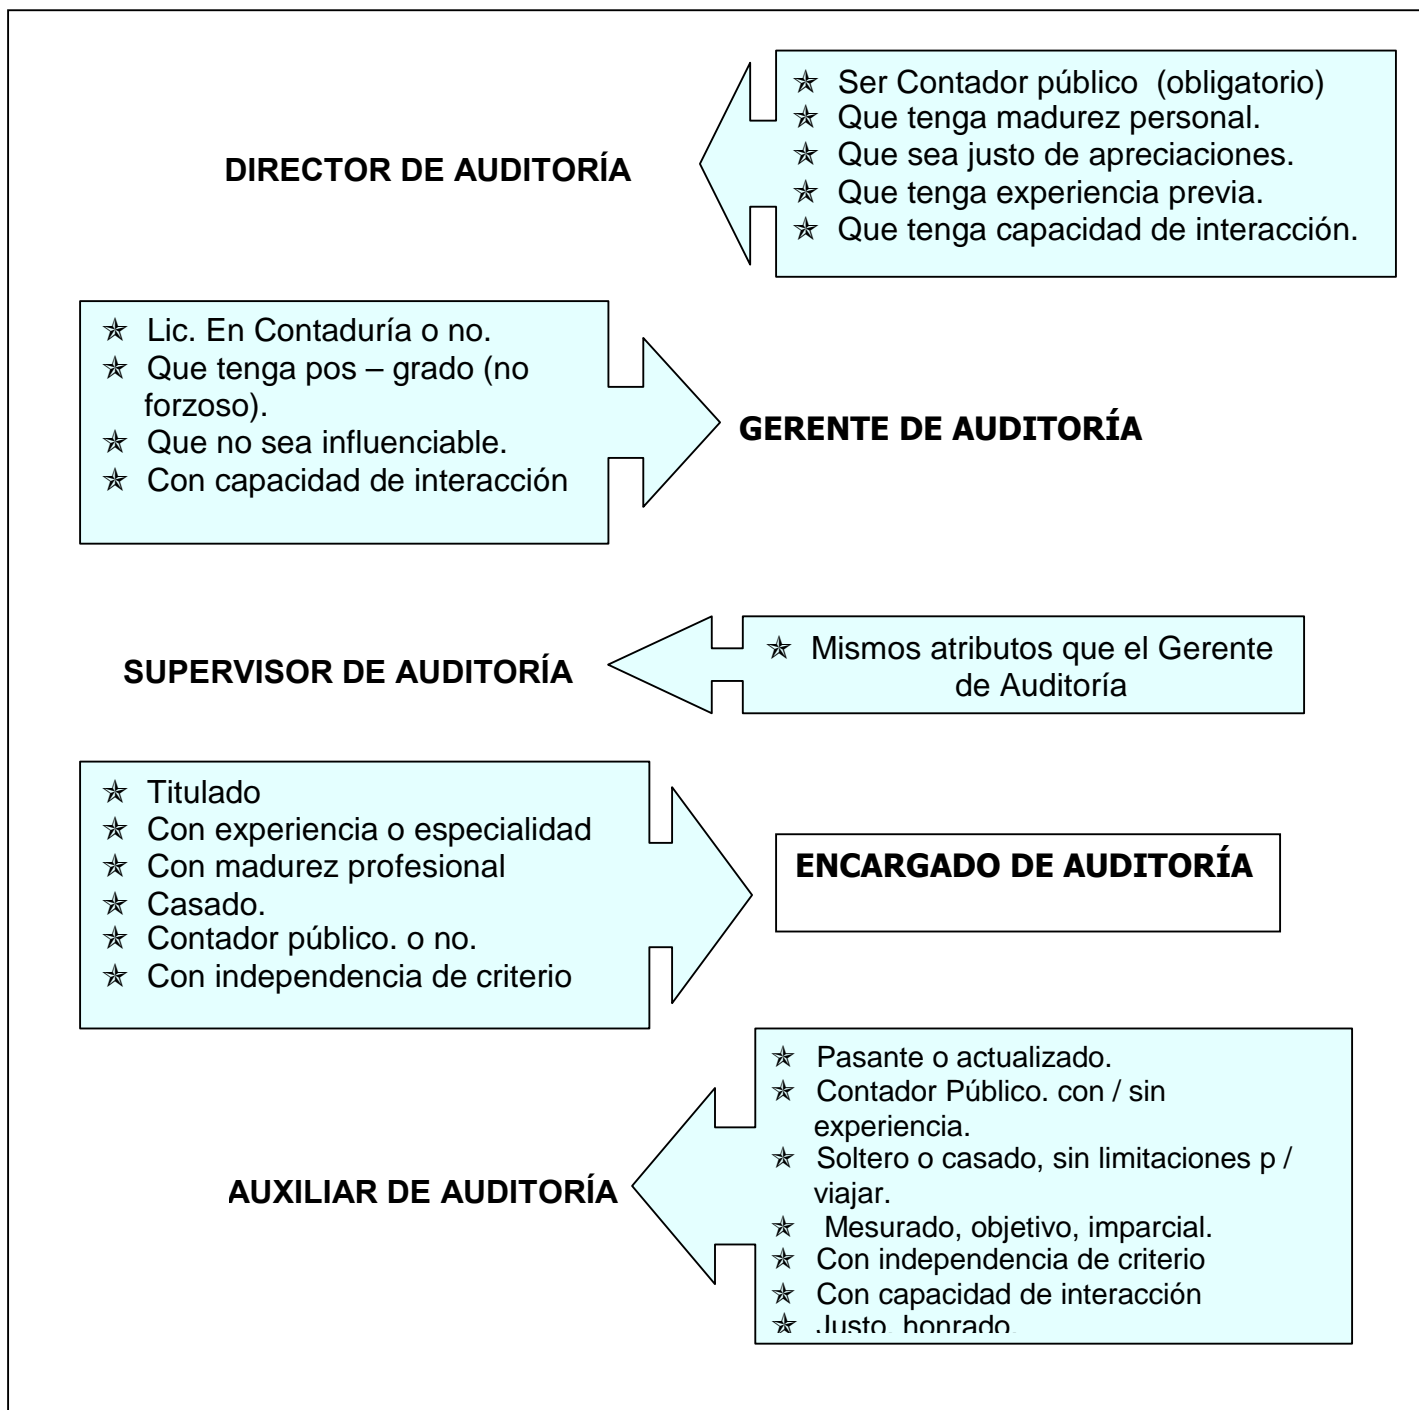 ✯ Ser Contador público (obligatorio)
✯ Que tenga madurez personal.
DIRECTOR DE AUDITORÍA
✯ Que sea justo de apreciaciones.
✯ Que tenga experiencia previa.
✯ Que tenga capacidad de interacción.
✯ Lic. En Contaduría o no.
✯ Que tenga pos – grado (no
forzoso).
✯ Que no sea influenciable.
✯ Con capacidad de interacción
GERENTE DE AUDITORÍA
SUPERVISOR DE AUDITORÍA
✯ Mismos atributos que el Gerente
de Auditoría
✯ Titulado
✯ Con experiencia o especialidad
✯ Con madurez profesional
✯ Casado.
✯ Contador público. o no.
✯ Con independencia de criterio
ENCARGADO DE AUDITORÍA
AUXILIAR DE AUDITORÍA
✯ Pasante o actualizado.
✯ Contador Público. con / sin
experiencia.
✯ Soltero o casado, sin limitaciones p /
viajar.
✯ Mesurado, objetivo, imparcial.
✯ Con independencia de criterio
✯ Con capacidad de interacción
✯ Justo, honrado.